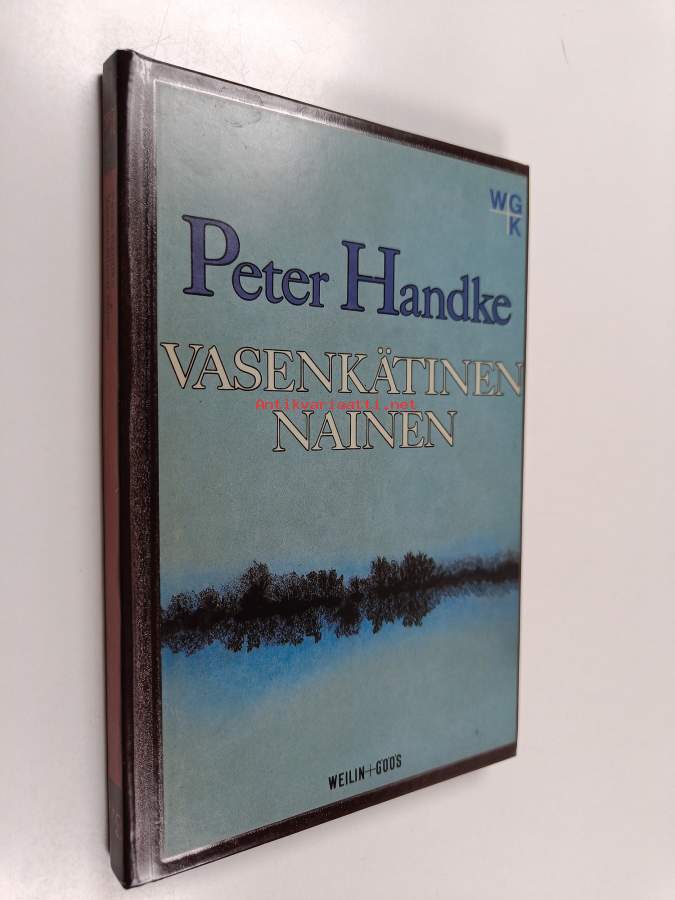 WG
K
Peter Handke
VASENKÄTINEN
Antikvariaatti.net
NAINEN
WEILIN+GÖÖS